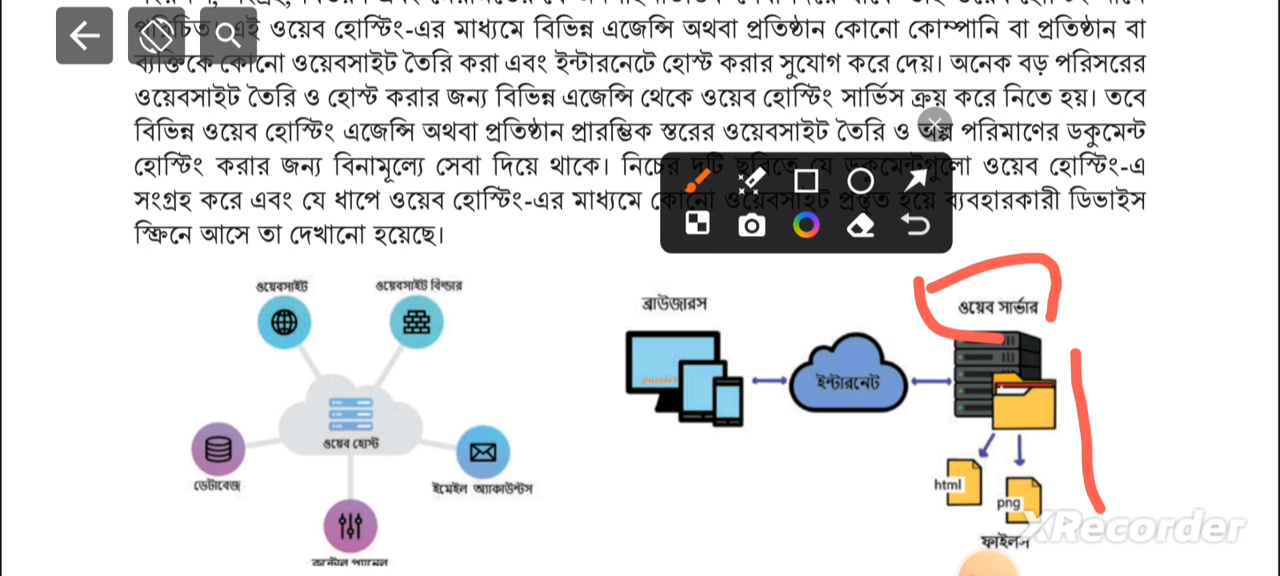 পরিচিত। এই ওয়েব হোস্টিং-এর মাধ্যমে বিভিন্ন এজেন্সি অথবা প্রতিষ্ঠান কোনো কোম্পানি বা প্রতিষ্ঠান বা
ব্যক্তিকে কোনো ওয়েবসাইট তৈরি করা এবং ইন্টারনেটে হোস্ট করার সুযোগ করে দেয়। অনেক বড় পরিসরের
ওয়েবসাইট তৈরি ও হোস্ট করার জন্য বিভিন্ন এজেন্সি থেকে ওয়েব হোস্টিং সার্ভিস ক্রয় করে নিতে হয়। তবে
বিভিন্ন ওয়েব হোস্টিং এজেন্সি অথবা প্রতিষ্ঠান প্রারম্ভিক স্তরের ওয়েবসাইট তৈরি ও অল্প পরিমাণের ডকুমেন্ট
হোস্টিং করার জন্য বিনামূল্যে সেবা দিয়ে থাকে। নিচের দুটি ছবিতে যে ডকুমেন্টগুলো ওয়েব হোস্টিং-এ
সংগ্রহ করে এবং যে ধাপে ওয়েব হোস্টিং-এর মাধ্যমে কোনো ওয়েবসাইট প্রস্তুত হয়ে ব্যবহারকারী ডিভাইস
স্ক্রিনে আসে তা দেখানো হয়েছে।
ওয়েবসাইট ওয়েবসাইট বিল্ডার
ব্রাউজারস ওয়েব সার্ভার
ইন্টারনেট
ওয়েব হোস্ট
ডেটাবেজ ইমেইল অ্যাকাউন্টস
html
png
ফাইলস
কন্ট্রোল প্যানেল
XRecorder